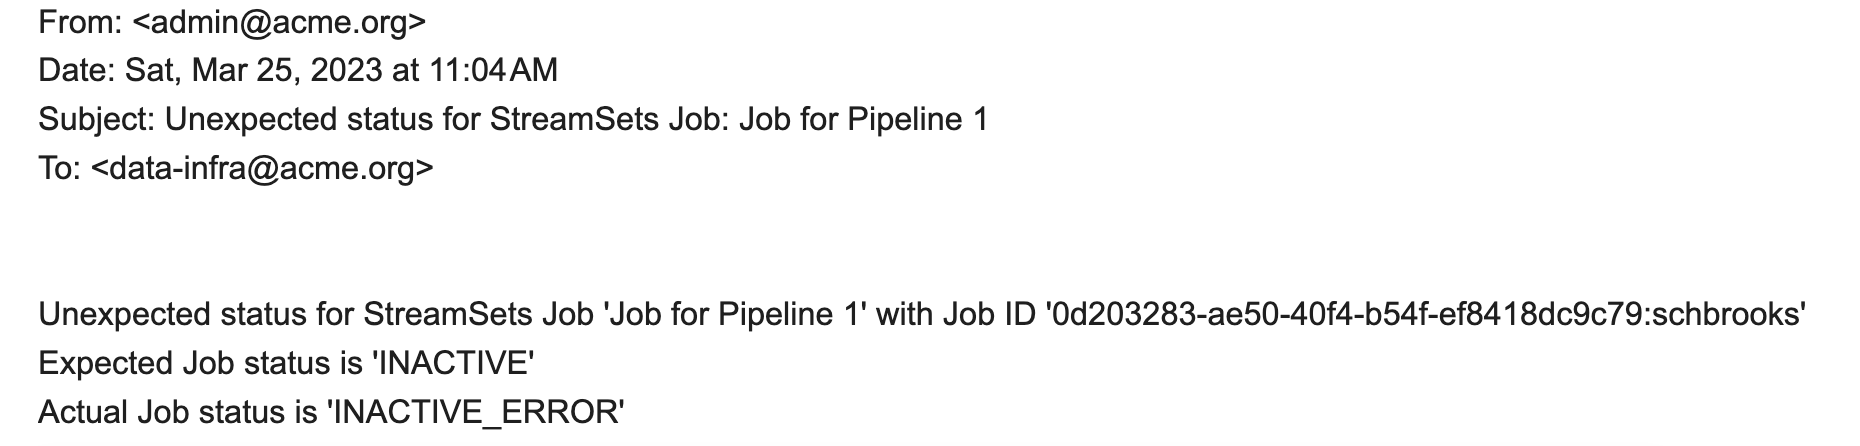 From: <admin@acme.org>
Date: Sat, Mar 25, 2023 at 11:04 AM
Subject: Unexpected status for StreamSets Job: Job for Pipeline 1
To: <data-infra@acme.org>
Unexpected status for StreamSets Job 'Job for Pipeline 1' with Job ID '0d203283-ae50-40f4-b54f-ef8418dc9c79:schbrooks'
Expected Job status is 'INACTIVE'
Actual Job status is 'INACTIVE_ERROR'